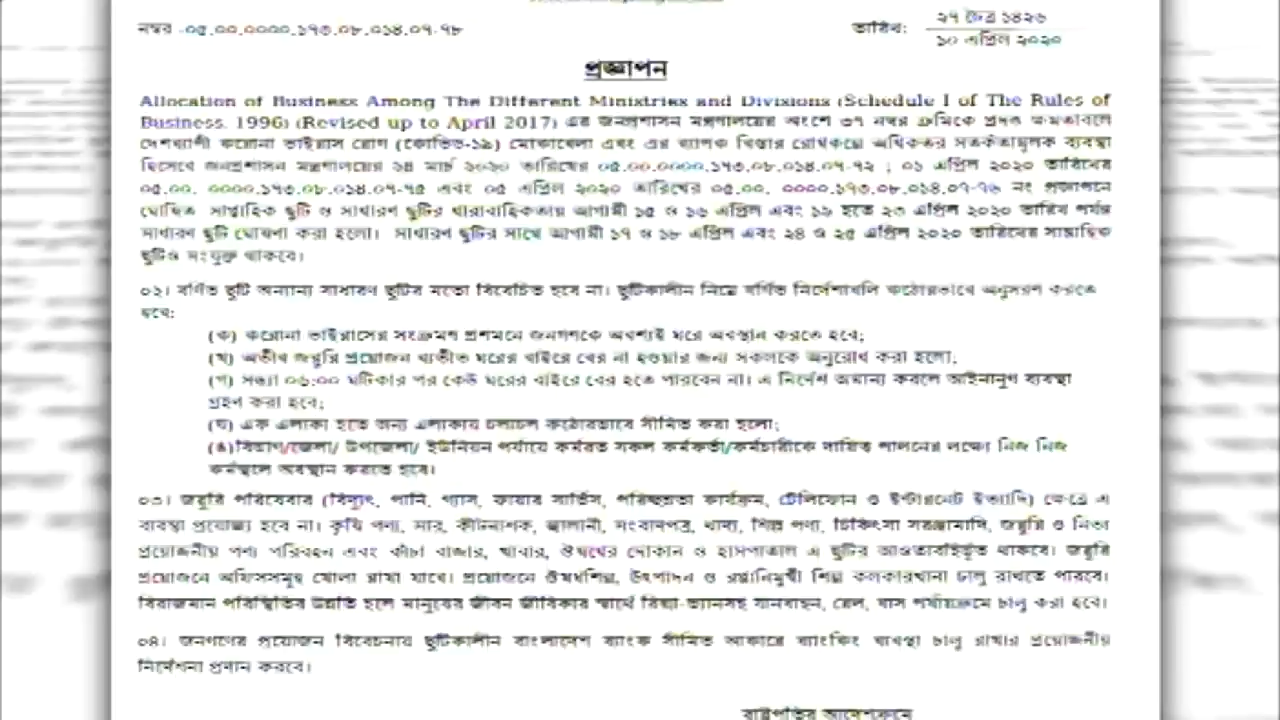 নম্বর -০৫.০০.০০০০.১৭৩.০৮.০১৪.০৭-৭৮
তারিখ: ২৭ চৈত্র ১৪২৬
১০ এপ্রিল ২০২০
প্রজ্ঞাপন
Allocation of Business Among The Different Ministries and Divisions (Schedule I of The Rules of
Business, 1996) (Revised up to April 2017) এর জনপ্রশাসন মন্ত্রণালয়ের অংশে ৩৭ নম্বর ক্রমিকে প্রদত্ত ক্ষমতাবলে
দেশব্যাপী করোনা ভাইরাস রোগ (কোভিড-১৯) মোকাবেলা এবং এর ব্যাপক বিস্তার রোধকল্পে অধিকতর সতর্কতামূলক ব্যবস্থা
হিসেবে জনপ্রশাসন মন্ত্রণালয়ের ২৪ মার্চ ২০২০ তারিখের ০৫.০০.০০০০.১৭৩.০৮.০১৪.০৭-৭২ ; ০১ এপ্রিল ২০২০ তারিখের
০৫.০০. ০০০০.১৭৩.০৮.০১৪.০৭-৭৫ এবং ০৫ এপ্রিল ২০২০ তারিখের ০৫.০০. ০০০০.১৭৩.০৮.০১৪.০৭-৭৬ নং প্রজ্ঞাপনে
ঘোষিত সাপ্তাহিক ছুটি ও সাধারণ ছুটির ধারাবাহিকতায় আগামী ১৫ ও ১৬ এপ্রিল এবং ১৯ হতে ২৩ এপ্রিল ২০২০ তারিখ পর্যন্ত
সাধারণ ছুটি ঘোষণা করা হলো। সাধারণ ছুটির সাথে আগামী ১৭ ও ১৮ এপ্রিল এবং ২৪ ও ২৫ এপ্রিল ২০২০ তারিখের সাপ্তাহিক
ছুটিও সংযুক্ত থাকবে।
০২। বর্ণিত ছুটি অন্যান্য সাধারণ ছুটির মতো বিবেচিত হবে না। ছুটিকালীন নিম্নে বর্ণিত নির্দেশাবলি কঠোরভাবে অনুসরণ করতে
হবে:
(ক) করোনা ভাইরাসের সংক্রমণ প্রশমনে জনগণকে অবশ্যই ঘরে অবস্থান করতে হবে;
(খ) অতীব জরুরি প্রয়োজন ব্যতীত ঘরের বাইরে বের না হওয়ার জন্য সকলকে অনুরোধ করা হলো;
(গ) সন্ধ্যা ০৬:০০ ঘটিকার পর কেউ ঘরের বাইরে বের হতে পারবেন না। এ নির্দেশ অমান্য করলে আইনানুগ ব্যবস্থা
গ্রহণ করা হবে;
(ঘ) এক এলাকা হতে অন্য এলাকায় চলাচল কঠোরভাবে সীমিত করা হলো;
(ঙ)বিভাগ/জেলা/ উপজেলা/ ইউনিয়ন পর্যায়ে কর্মরত সকল কর্মকর্তা/কর্মচারীকে দায়িত্ব পালনের লক্ষ্যে নিজ নিজ
কর্মস্থলে অবস্থান করতে হবে।
০৩। জরুরি পরিষেবার (বিদ্যুৎ, পানি, গ্যাস, ফায়ার সার্ভিস, পরিচ্ছন্নতা কার্যক্রম, টেলিফোন ও ইন্টারনেট ইত্যাদি) ক্ষেত্রে এ
ব্যবস্থা প্রযোজ্য হবে না। কৃষি পণ্য, সার, কীটনাশক, জ্বালানী, সংবাদপত্র, খাদ্য, শিল্প পণ্য, চিকিৎসা সরঞ্জামাদি, জরুরি ও নিত্য
প্রয়োজনীয় পণ্য পরিবহন এবং কাঁচা বাজার, খাবার, ঔষধের দোকান ও হাসপাতাল এ ছুটির আওতাবহির্ভূত থাকবে। জরুরি
প্রয়োজনে অফিসসমূহ খোলা রাখা যাবে। প্রয়োজনে ঔষধশিল্প, উৎপাদন ও রপ্তানিমুখী শিল্প কলকারখানা চালু রাখতে পারবে।
বিরাজমান পরিস্থিতির উন্নতি হলে মানুষের জীবন জীবিকার স্বার্থে রিক্সা-ভ্যানসহ যানবাহন, রেল, বাস পর্যায়ক্রমে চালু করা হবে।
০৪। জনগণের প্রয়োজন বিবেচনায় ছুটিকালীন বাংলাদেশ ব্যাংক সীমিত আকারে ব্যাংকিং ব্যবস্থা চালু রাখার প্রয়োজনীয়
নির্দেশনা প্রদান করবে।
রাষ্ট্রপতির আদেশক্রমে